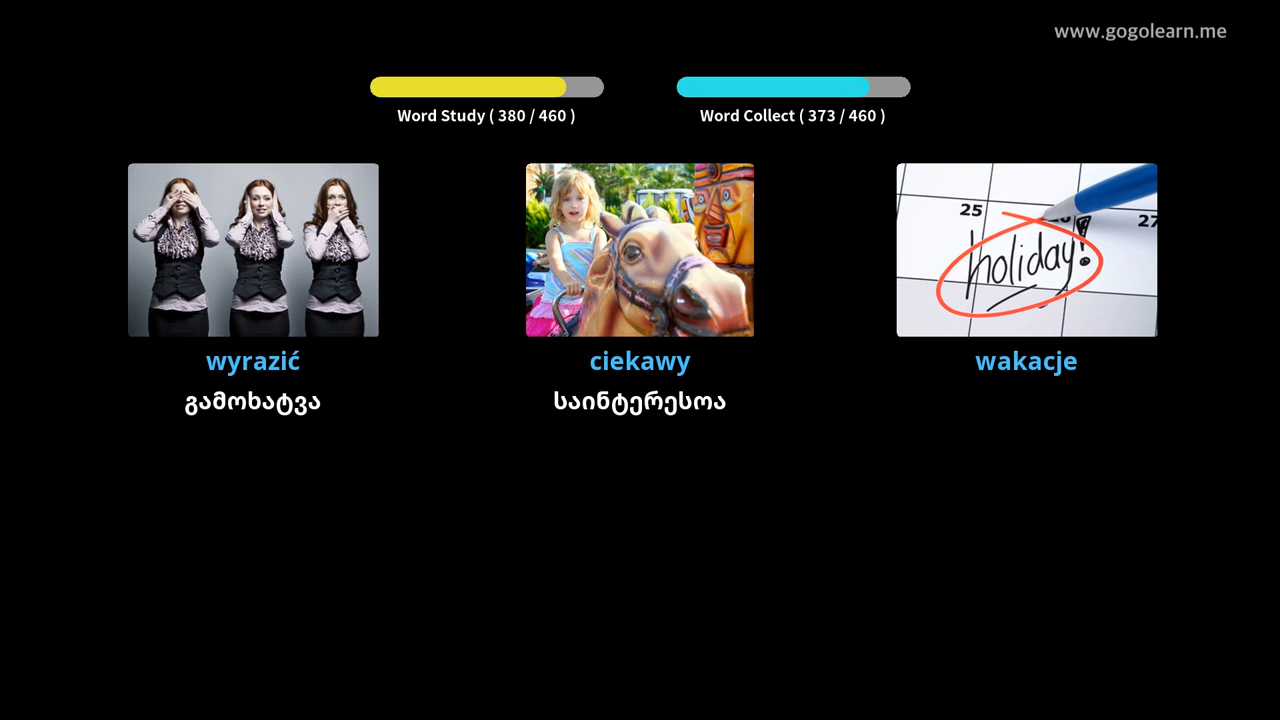 www.gogolearn.me
Word Study ( 380 / 460 )
Word Collect ( 373 / 460 )
25
27
holiday!
wyrazić
ciekawy
wakacje
გამოხატვა
საინტერესოა